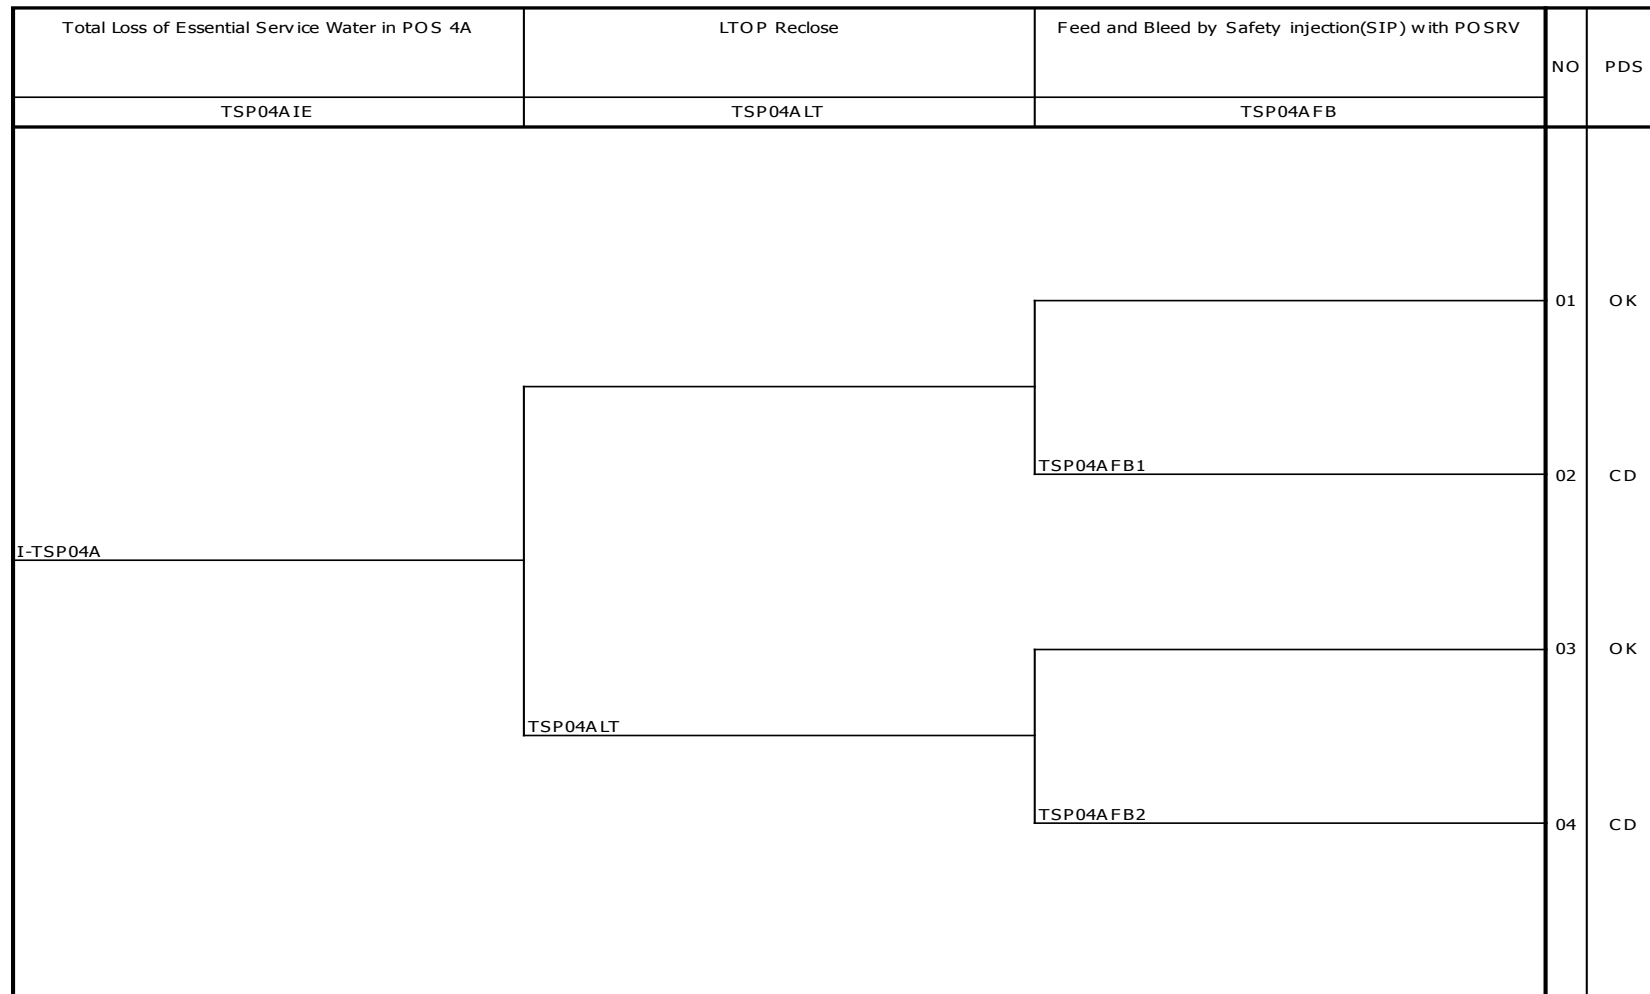 Total Loss of Essential Service Water in POS 4A
LTOP Reclose
Feed and Bleed by Safety injection(SIP) with POSRV
NO
PDS
TSP04AIE
TSP04ALT
TSP04AFB
01
OK
TSP04AFB1
02
CD
I-TSP04A
03
OK
TSP04ALT
TSP04AFB2
04
CD